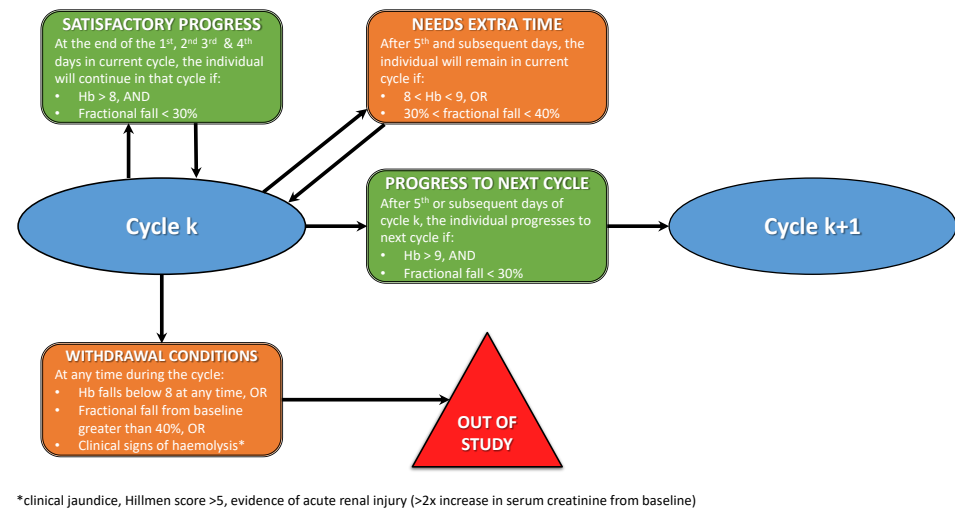 SATISFACTORY PROGRESS
At the end of the 1st, 2nd 3rd & 4th
days in current cycle, the individual
will continue in that cycle if:
• Hb > 8, AND
• Fractional fall < 30%
NEEDS EXTRA TIME
After 5th and subsequent days, the
individual will remain in current
cycle if:
• 8 < Hb < 9, OR
• 30% < fractional fall < 40%
Cycle k
PROGRESS TO NEXT CYCLE
After 5th or subsequent days of
cycle k, the individual progresses to
next cycle if:
• Hb > 9, AND
• Fractional fall < 30%
Cycle k+1
WITHDRAWAL CONDITIONS
At any time during the cycle:
• Hb falls below 8 at any time, OR
• Fractional fall from baseline
greater than 40%, OR
• Clinical signs of haemolysis*
OUT OF
STUDY
*clinical jaundice, Hillmen score >5, evidence of acute renal injury (>2x increase in serum creatinine from baseline)